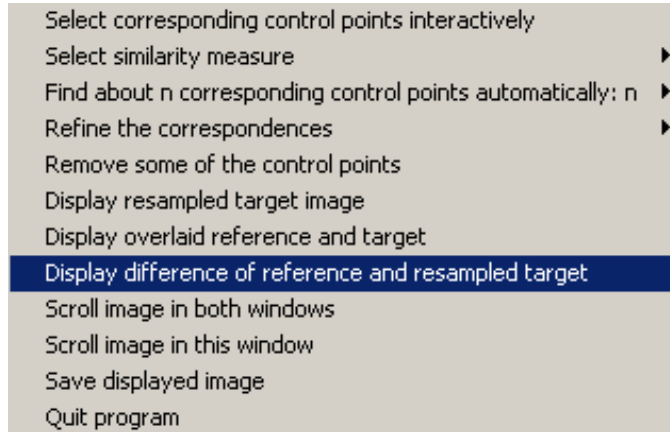 Select corresponding control points interactively
Select similarity measure
Find about n corresponding control points automatically: n
Refine the correspondences
Remove some of the control points
Display resampled target image
Display overlaid reference and target
Display difference of reference and resampled target
Scroll image in both windows
Scroll image in this window
Save displayed image
Quit program